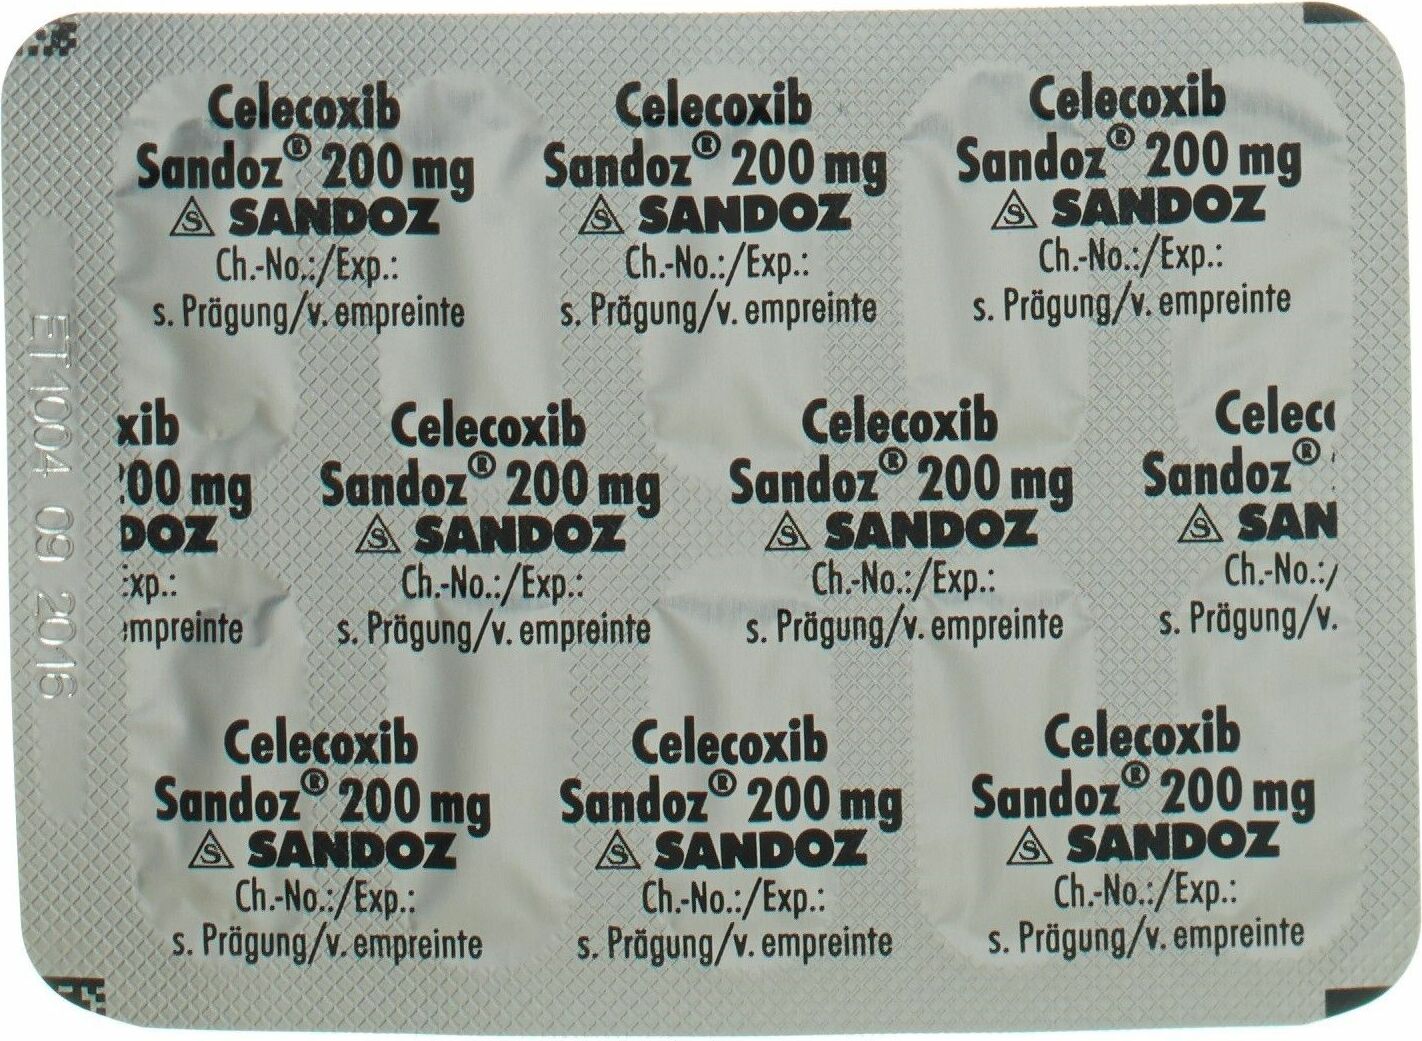 Celecoxib
Sandoz® 200 mg
SANDOZ
Ch.-No.:/Exp.:
s. Prägung/v. empreinte
Celecoxib
Sandoz® 200 mg
SANDOZ
Ch.-No.:/Exp.:
s. Prägung/v. empreinte
Celecoxib
Sandoz® 200 mg
SANDOZ
Ch.-No.:/Exp.:
s. Prägung/v. empreinte
ET1004 09 2016
xib
00 mg
DOZ
xp.:
mpreinte
Celecoxib
Sandoz® 200 mg
SANDOZ
Ch.-No.:/Exp.:
s. Prägung/v. empreinte
Celecoxib
Sandoz® 200 mg
SANDOZ
Ch.-No.:/Exp.:
s. Prägung/v. empreinte
Celec
Sandoz®
SAN
Ch.-No.:/
s. Prägung/v.
Celecoxib
Sandoz® 200 mg
SANDOZ
Ch.-No.:/Exp.:
s. Prägung/v. empreinte
Celecoxib
Sandoz® 200 mg
SANDOZ
Ch.-No.:/Exp.:
s. Prägung/v. empreinte
Celecoxib
Sandoz® 200 mg
SANDOZ
Ch.-No.:/Exp.:
s. Prägung/v. empreinte